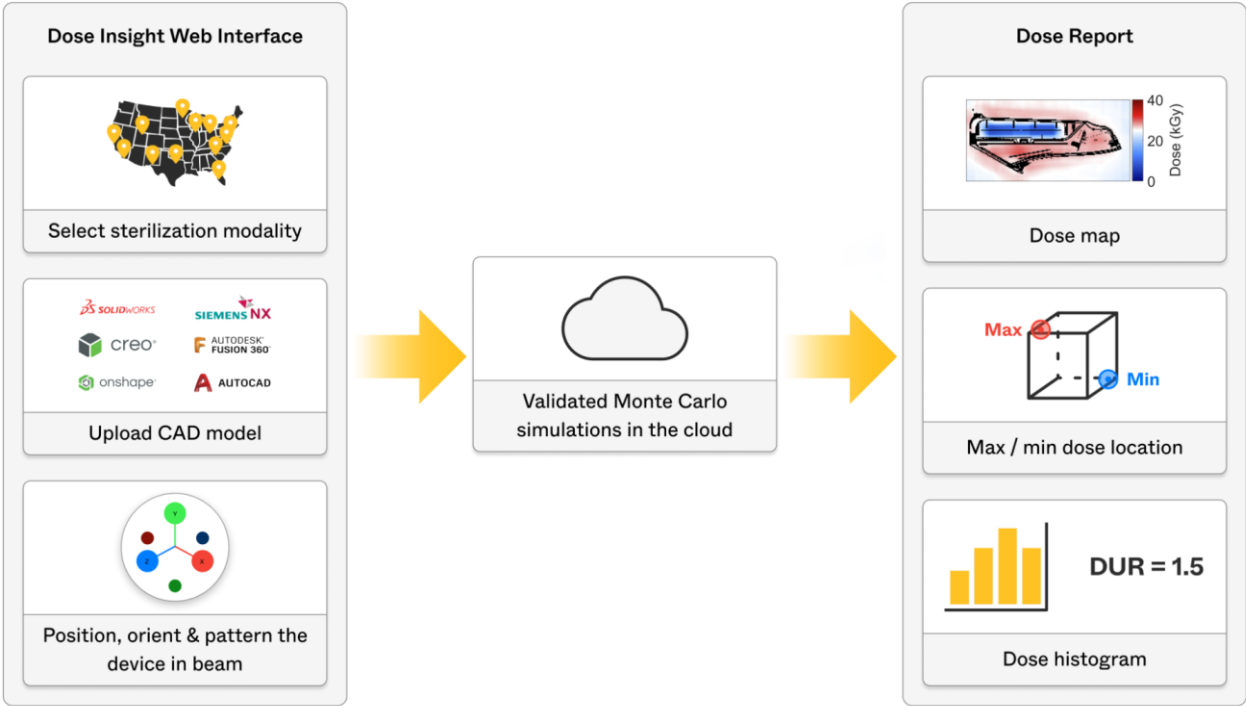 Dose Insight Web Interface
Select sterilization modality
SOLIDWORKS
SIEMENS NX
creo®
AUTODESK®
FUSION 360™
onshape®
AUTOCAD
Upload CAD model
Y
Z
X
Position, orient & pattern the
device in beam
Validated Monte Carlo
simulations in the cloud
Dose Report
40
20
0
Dose (kGy)
Dose map
Max
Min
Max / min dose location
DUR = 1.5
Dose histogram